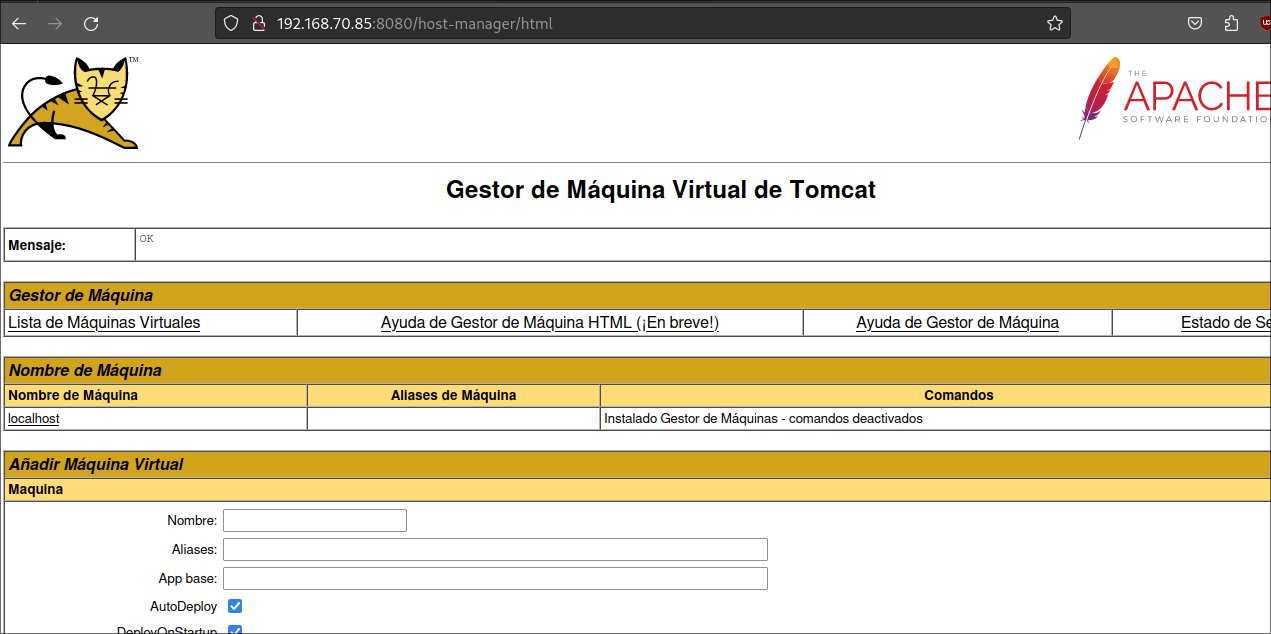 192.168.70.85:8080/host-manager/html
TM
THE
APACHE
SOFTWARE FOUNDATIO
Gestor de Máquina Virtual de Tomcat
Mensaje: OK
Gestor de Máquina
Lista de Máquinas Virtuales Ayuda de Gestor de Máquina HTML (¡En breve!) Ayuda de Gestor de Máquina Estado de Se
Nombre de Máquina
Nombre de Máquina Aliases de Máquina Comandos
localhost Instalado Gestor de Máquinas - comandos deactivados
Añadir Máquina Virtual
Maquina
Nombre:
Aliases:
App base:
AutoDeploy
DeployOnStartup